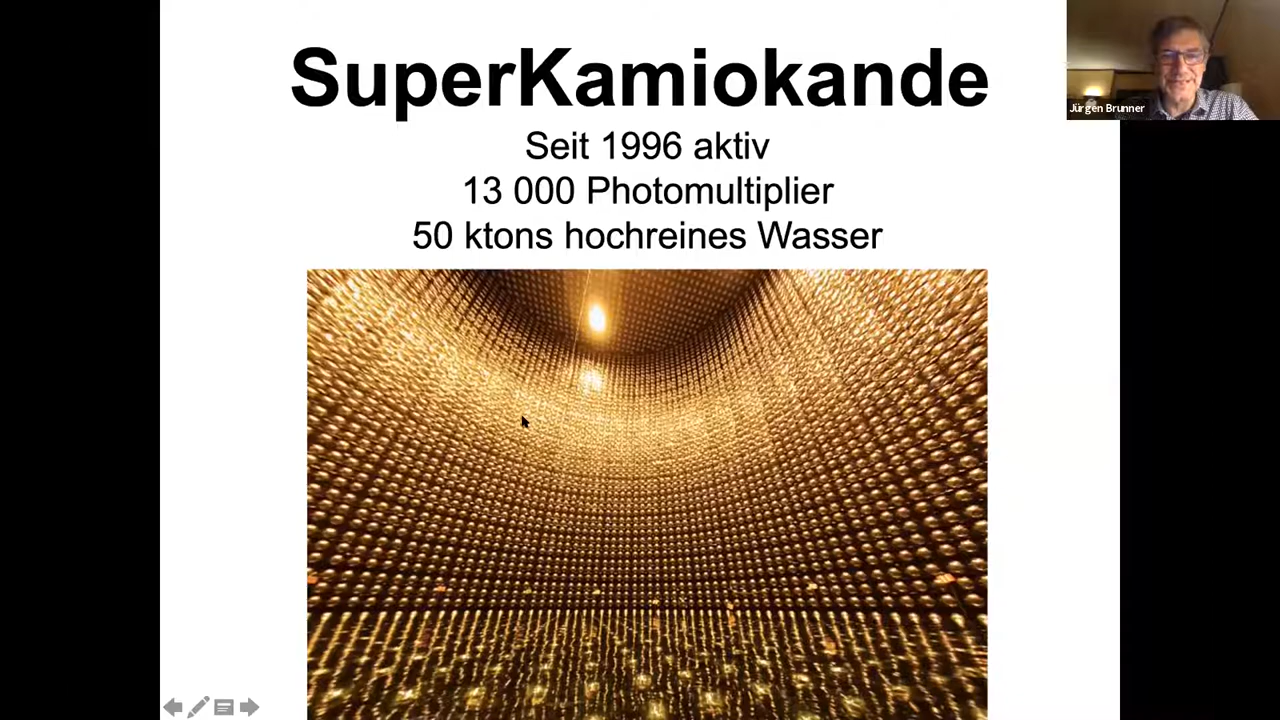 SuperKamiokande
Seit 1996 aktiv
13 000 Photomultiplier
50 ktons hochreines Wasser
Jürgen Brunner